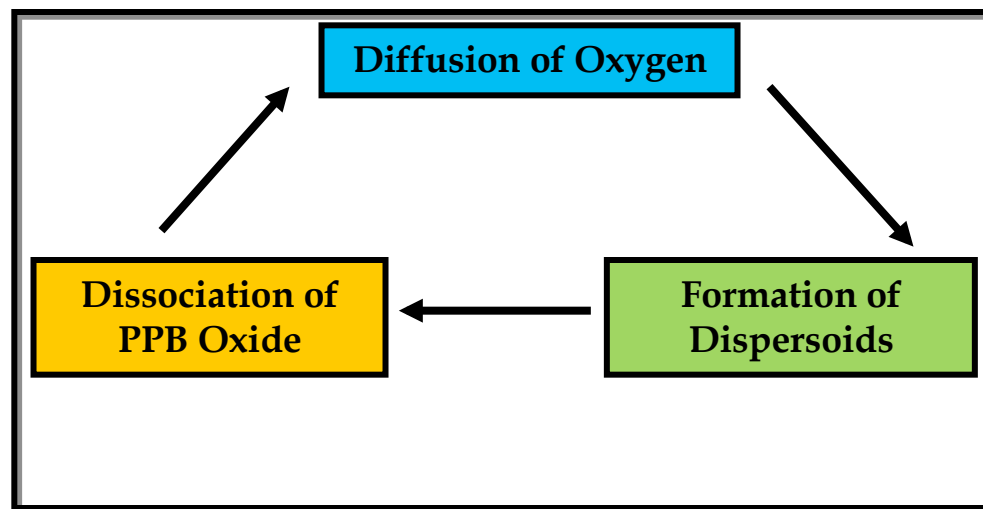 Diffusion of Oxygen
Dissociation of
PPB Oxide
Formation of
Dispersoids